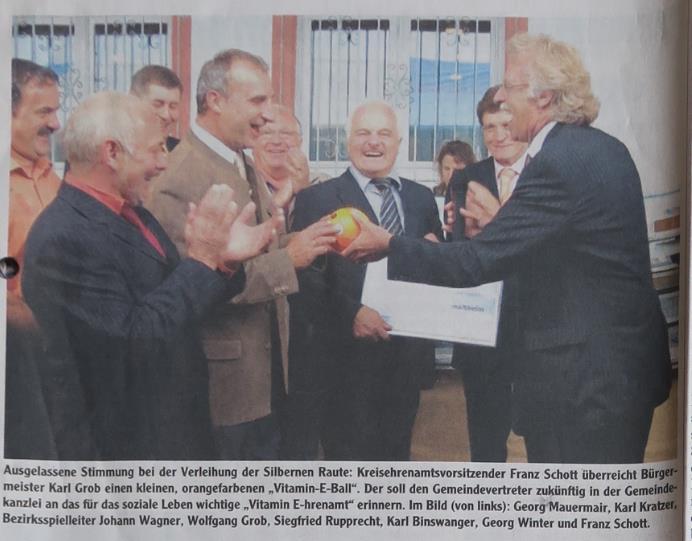 Ausgelassene Stimmung bei der Verleihung der Silbernen Raute: Kreisehrenamtsvorsitzender Franz Schott überreicht Bürger-
meister Karl Grob einen kleinen, orangefarbenen „Vitamin-E-Ball". Der soll den Gemeindevertreter zukünftig in der Gemeinde-
kanzlei an das für das soziale Leben wichtige „Vitamin E-hrenamt" erinnern. Im Bild (von links): Georg Mauermair, Karl Kratzer,
Bezirksspielleiter Johann Wagner, Wolfgang Grob, Siegfried Rupprecht, Karl Binswanger, Georg Winter und Franz Schott.